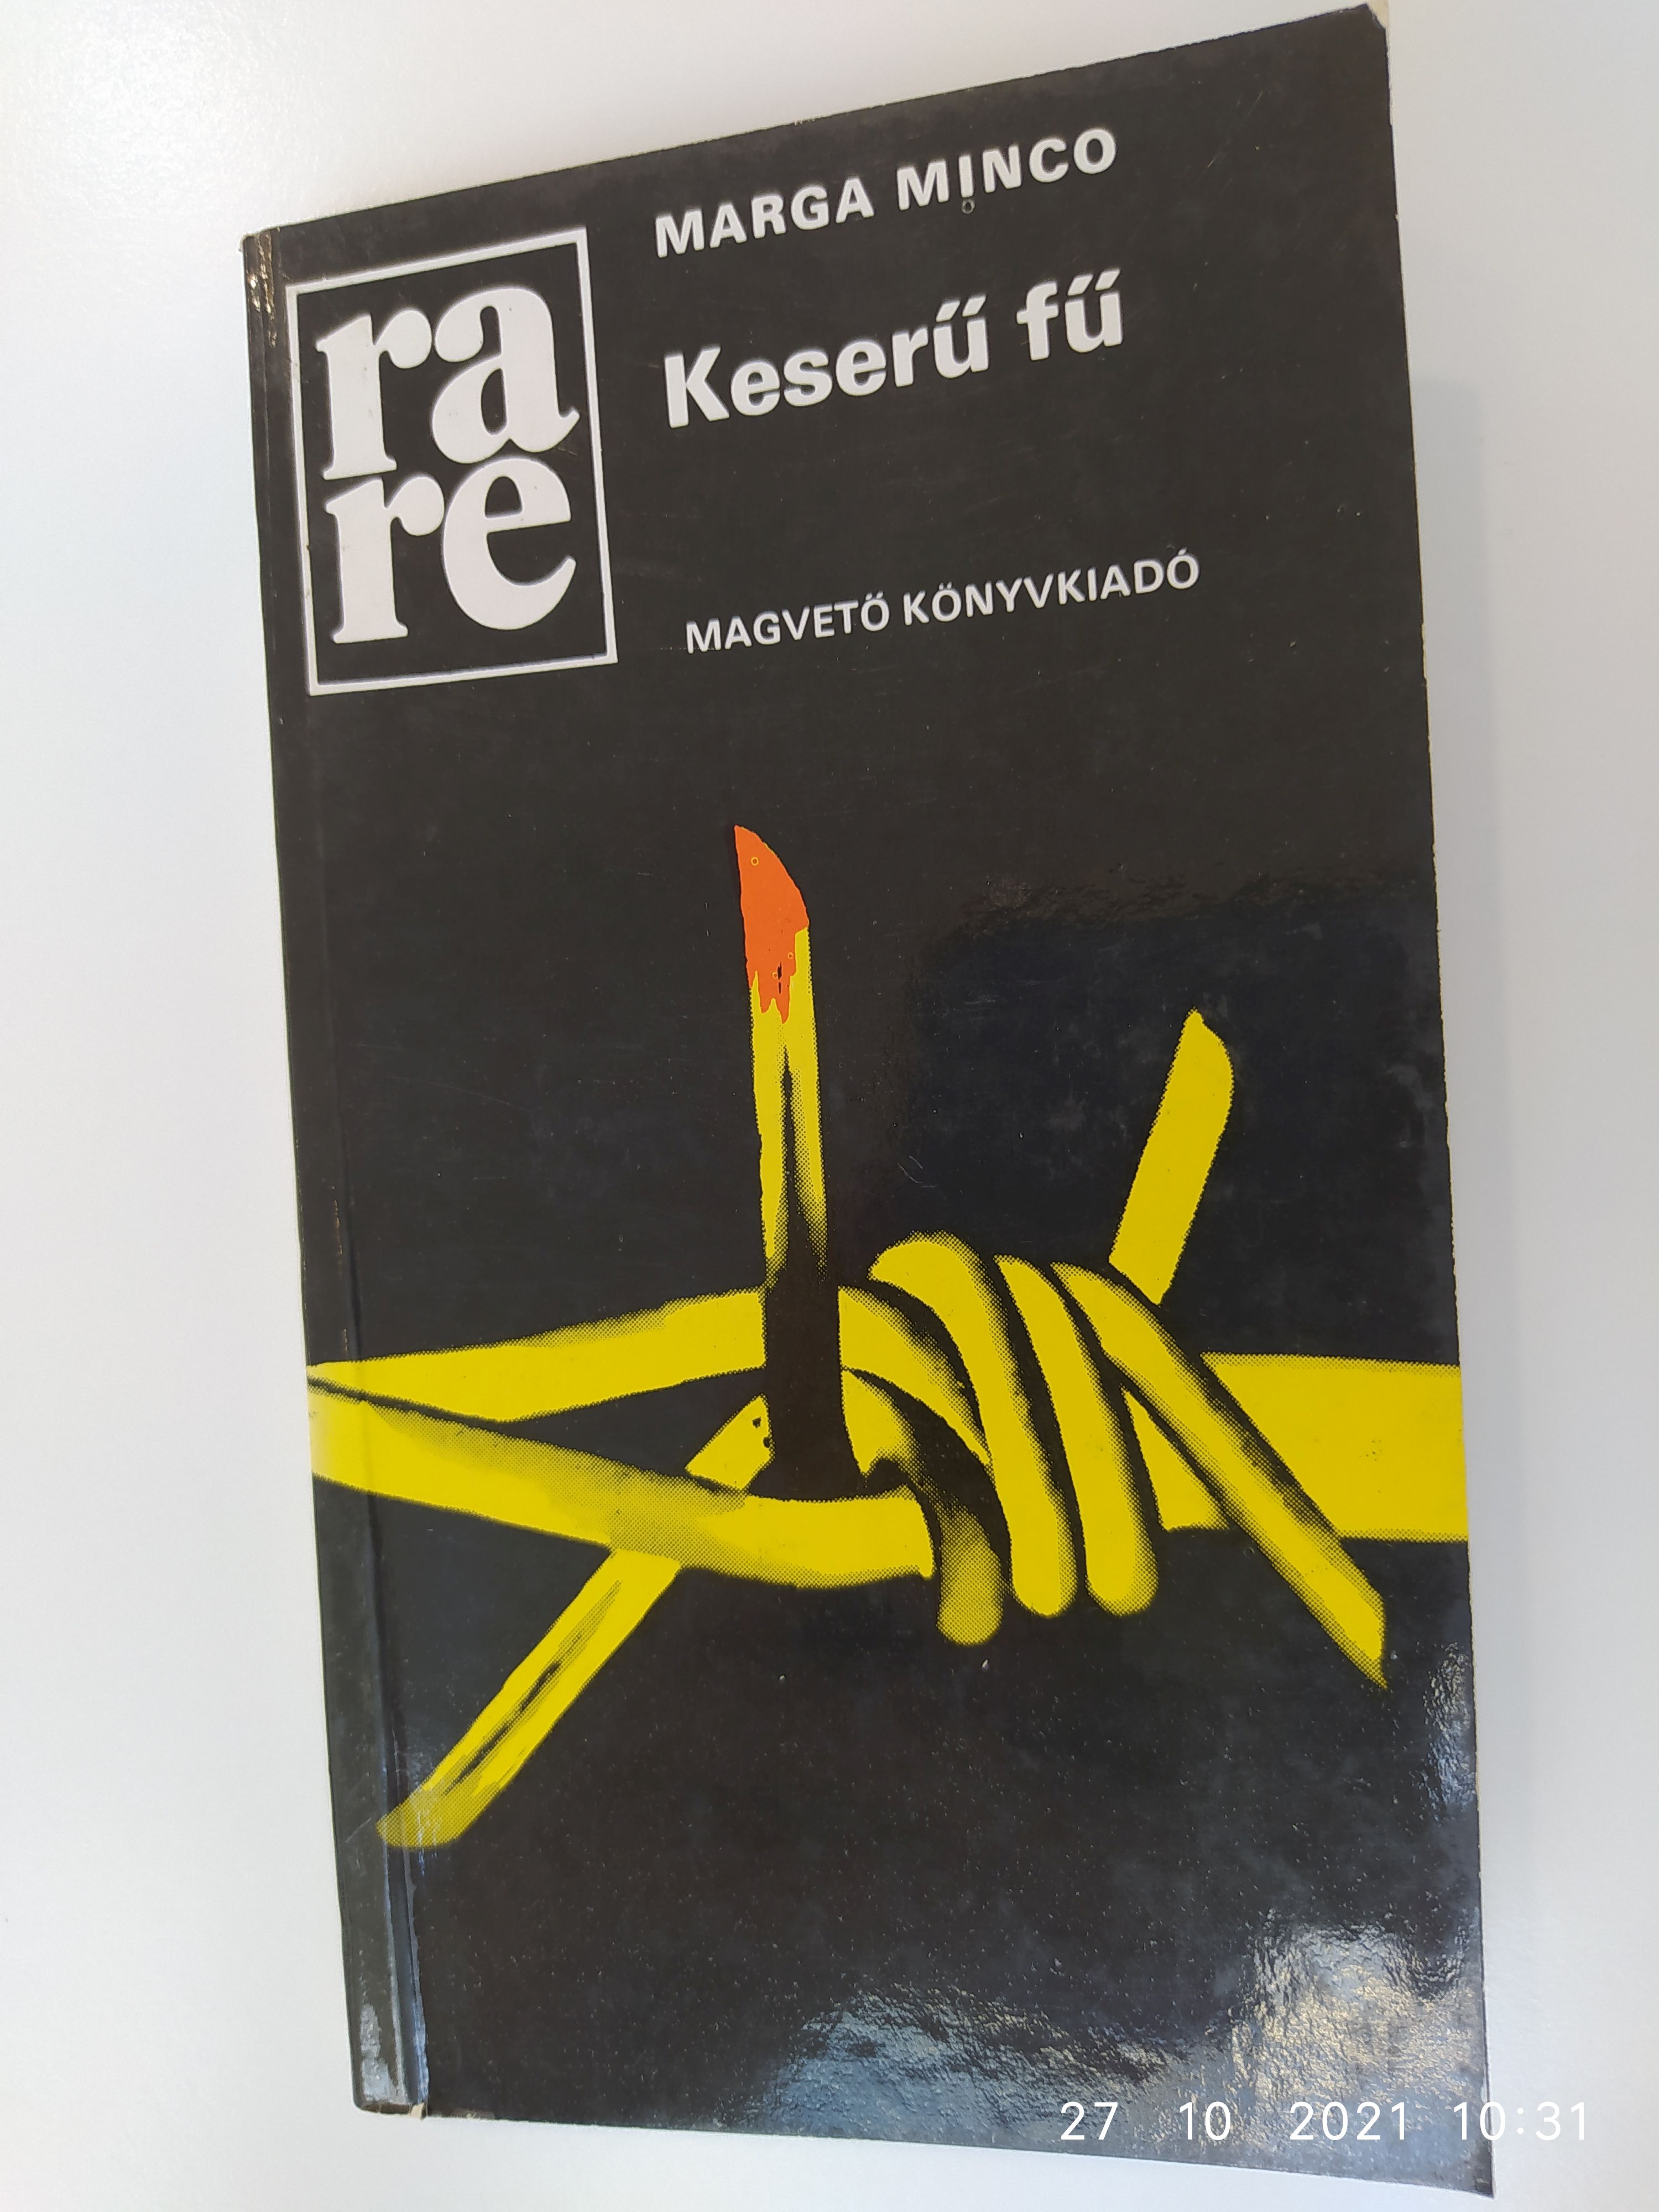 MARGA MINCO
Keserű fű
ra
re
MAGVETŐ KÖNYVKIADÓ
27 10 2021 10:31